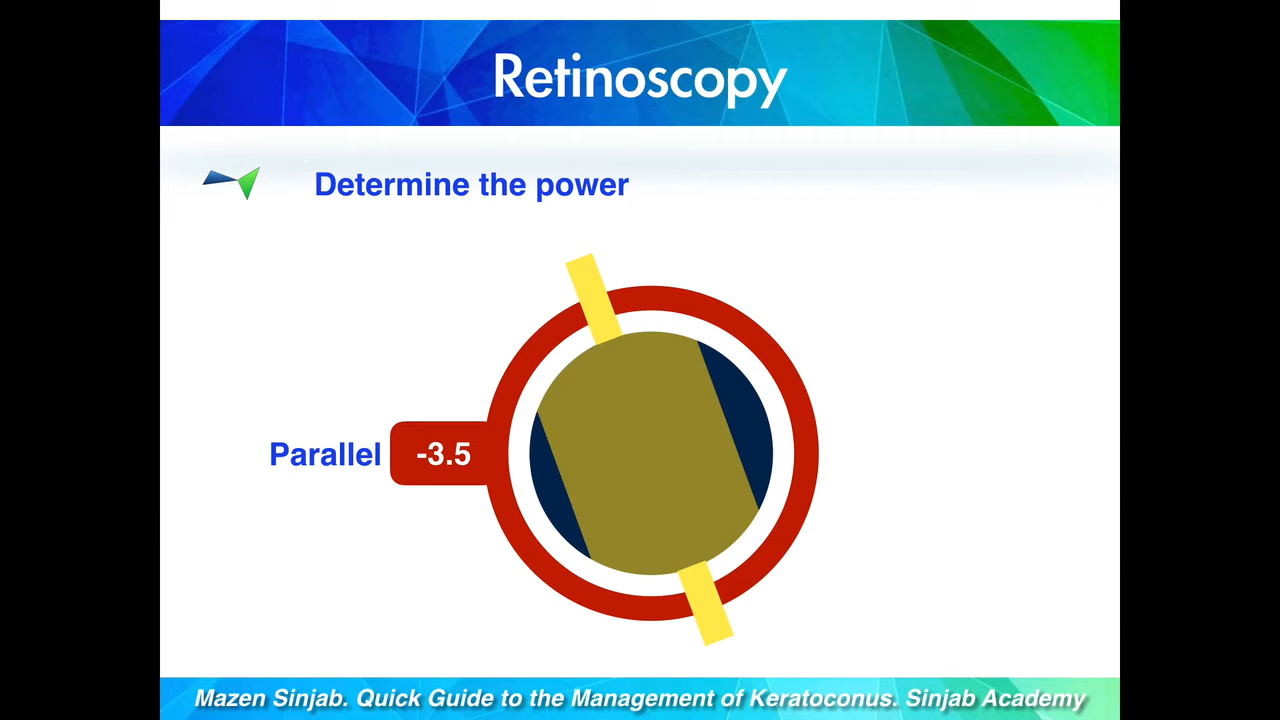 Retinoscopy
Determine the power
Parallel -3.5
Mazen Sinjab. Quick Guide to the Management of Keratoconus. Sinjab Academy